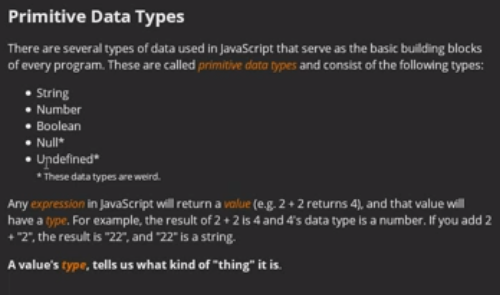 Primitive Data Types
There are several types of data used in JavaScript that serve as the basic building blocks
of every program. These are called primitive data types and consist of the following types:
• String
• Number
• Boolean
• Null*
• Undefined*
* These data types are weird.
Any expression in JavaScript will return a value (e.g. 2 + 2 returns 4), and that value will
have a type. For example, the result of 2 + 2 is 4 and 4's data type is a number. If you add 2
+ "2", the result is "22", and "22" is a string.
A value's type, tells us what kind of "thing" it is.